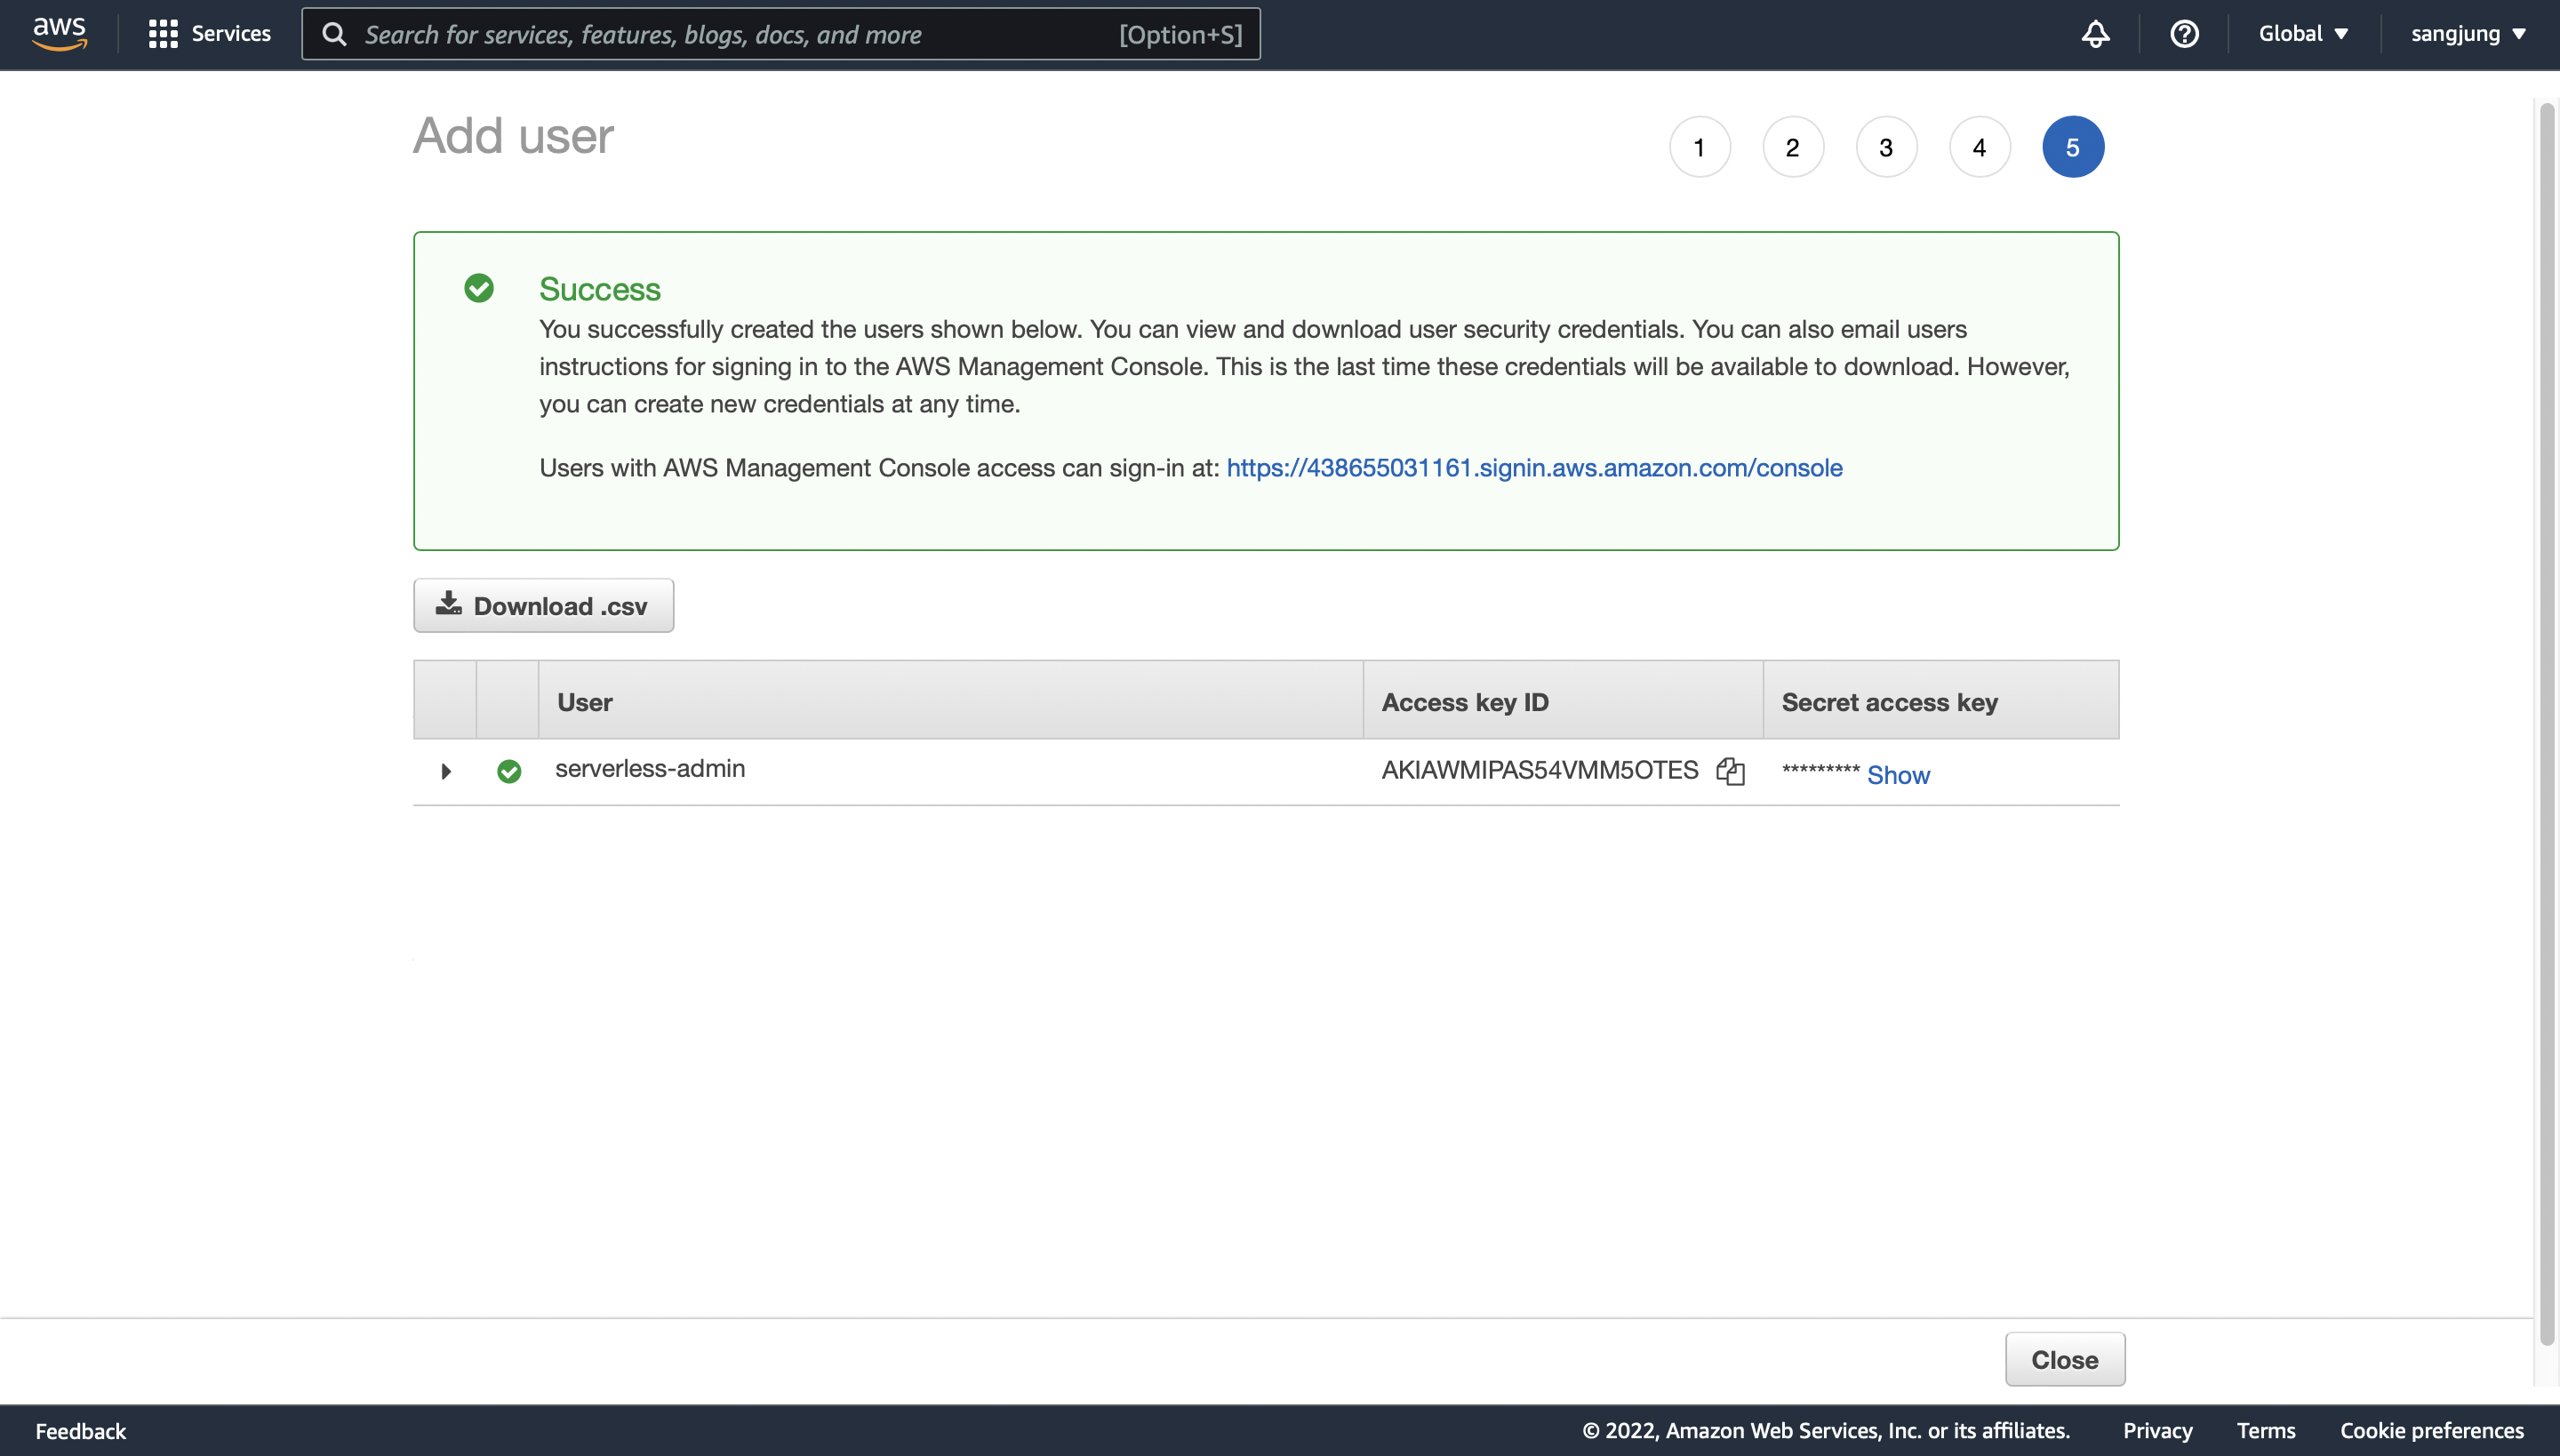 aws Services Search for services, features, blogs, docs, and more [Option+S] Global sangjung
Add user
1 2 3 4 5
Success
You successfully created the users shown below. You can view and download user security credentials. You can also email users
instructions for signing in to the AWS Management Console. This is the last time these credentials will be available to download. However,
you can create new credentials at any time.
Users with AWS Management Console access can sign-in at: https://438655031161.signin.aws.amazon.com/console
Download .csv
User Access key ID Secret access key
serverless-admin AKIAWMIPAS54VMM5OTES ********* Show
Close
Feedback © 2022, Amazon Web Services, Inc. or its affiliates. Privacy Terms Cookie preferences